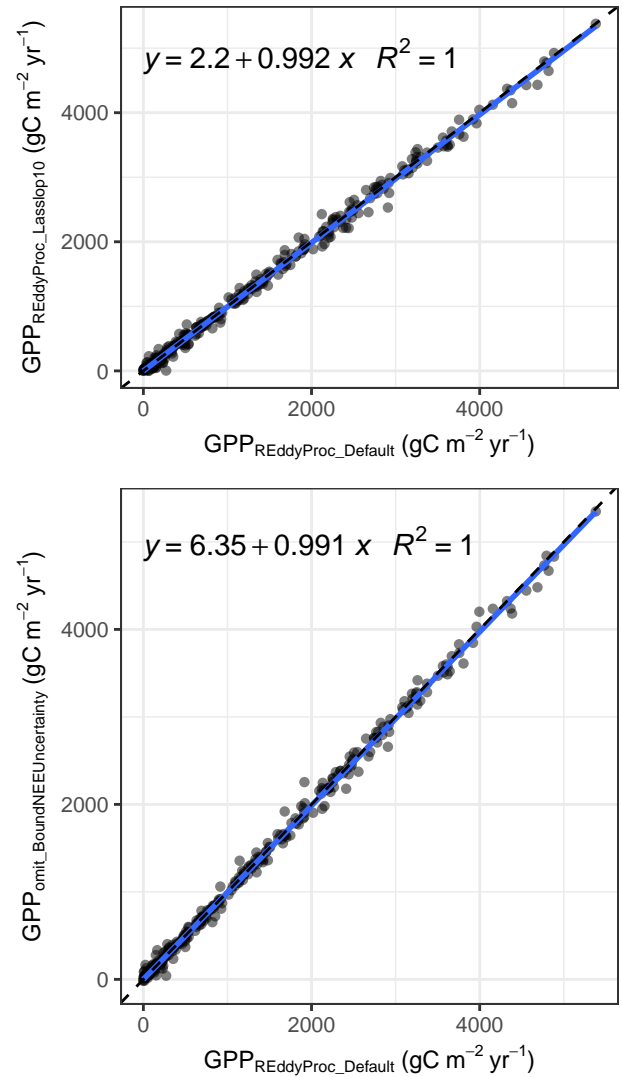 GPP_REddyProc_Lasslop10 (gC m⁻² yr⁻¹)
y = 2.2 + 0.992 x R² = 1
4000
2000
0
0 2000 4000
GPP_REddyProc_Default (gC m⁻² yr⁻¹)
GPP_omit_BoundNEEUncertainty (gC m⁻² yr⁻¹)
y = 6.35 + 0.991 x R² = 1
4000
2000
0
0 2000 4000
GPP_REddyProc_Default (gC m⁻² yr⁻¹)